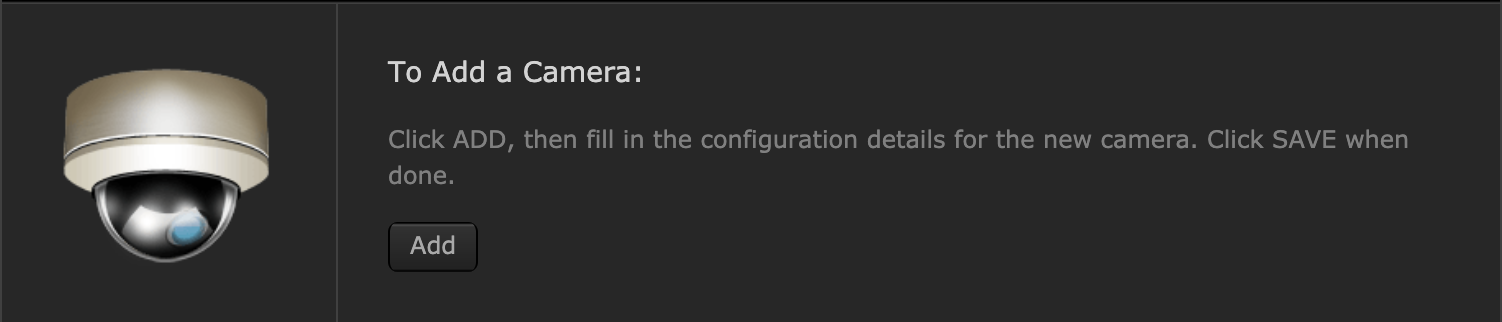 To Add a Camera:
Click ADD, then fill in the configuration details for the new camera. Click SAVE when
done.
Add